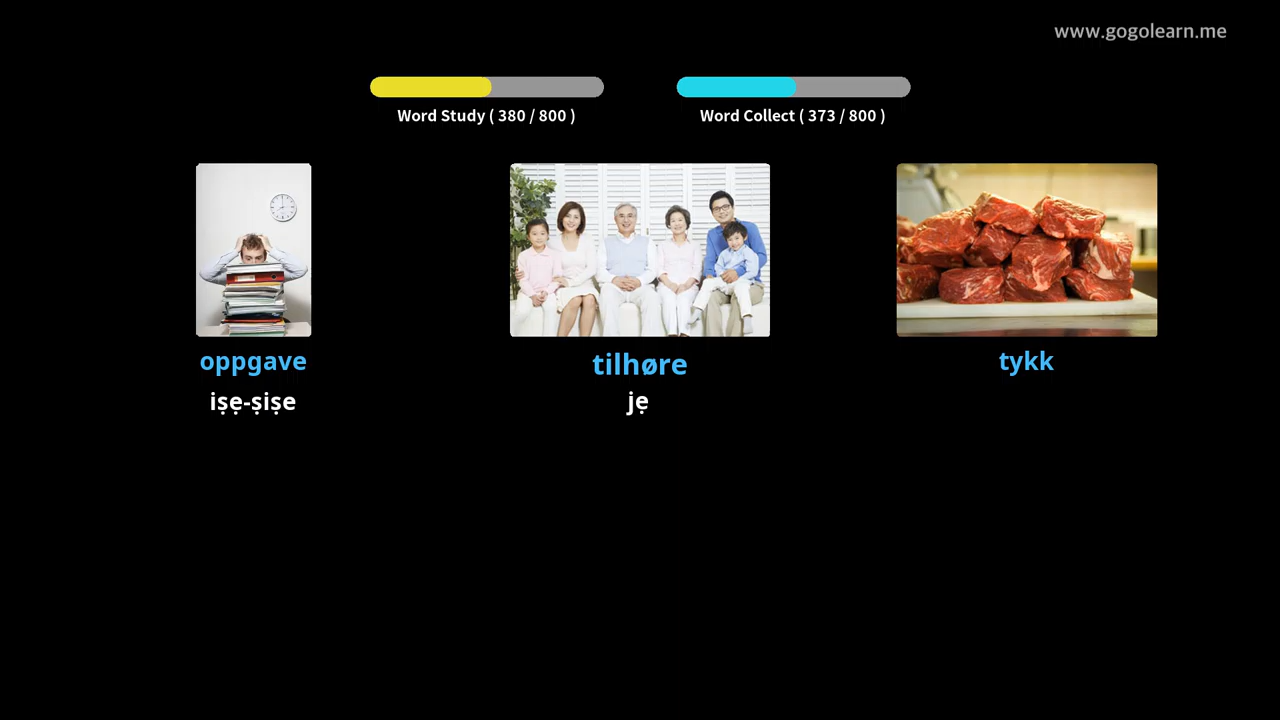 www.gogolearn.me
Word Study ( 380 / 800 )
Word Collect ( 373 / 800 )
oppgave
tilhøre
tykk
iṣẹ-ṣiṣe
jẹ